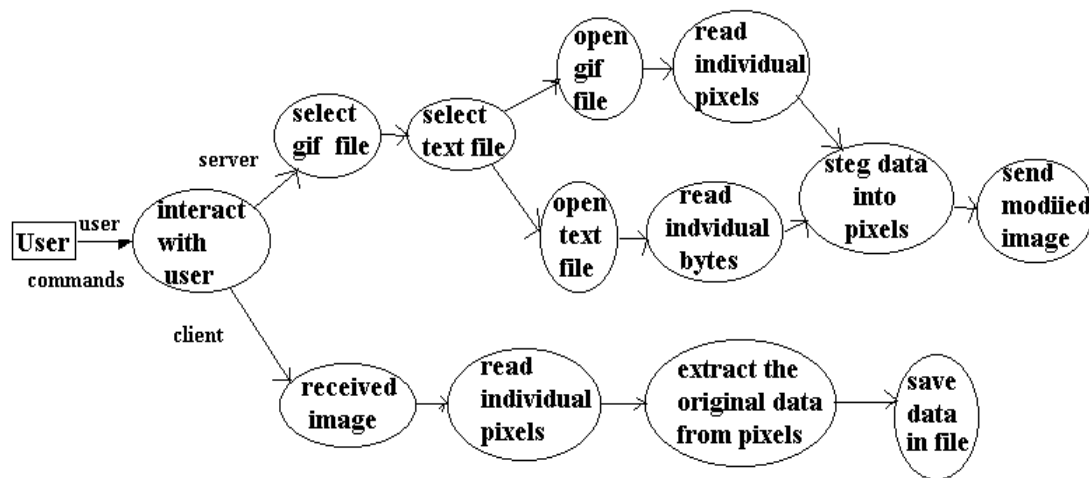 User
user
commands
interact
with
user
server
select
gif file
select
text file
open
gif
file
read
individual
pixels
open
text
file
read
indvidual
bytes
steg data
into
pixels
send
modiied
image
client
received
image
read
individual
pixels
extract the
original data
from pixels
save
data
in file